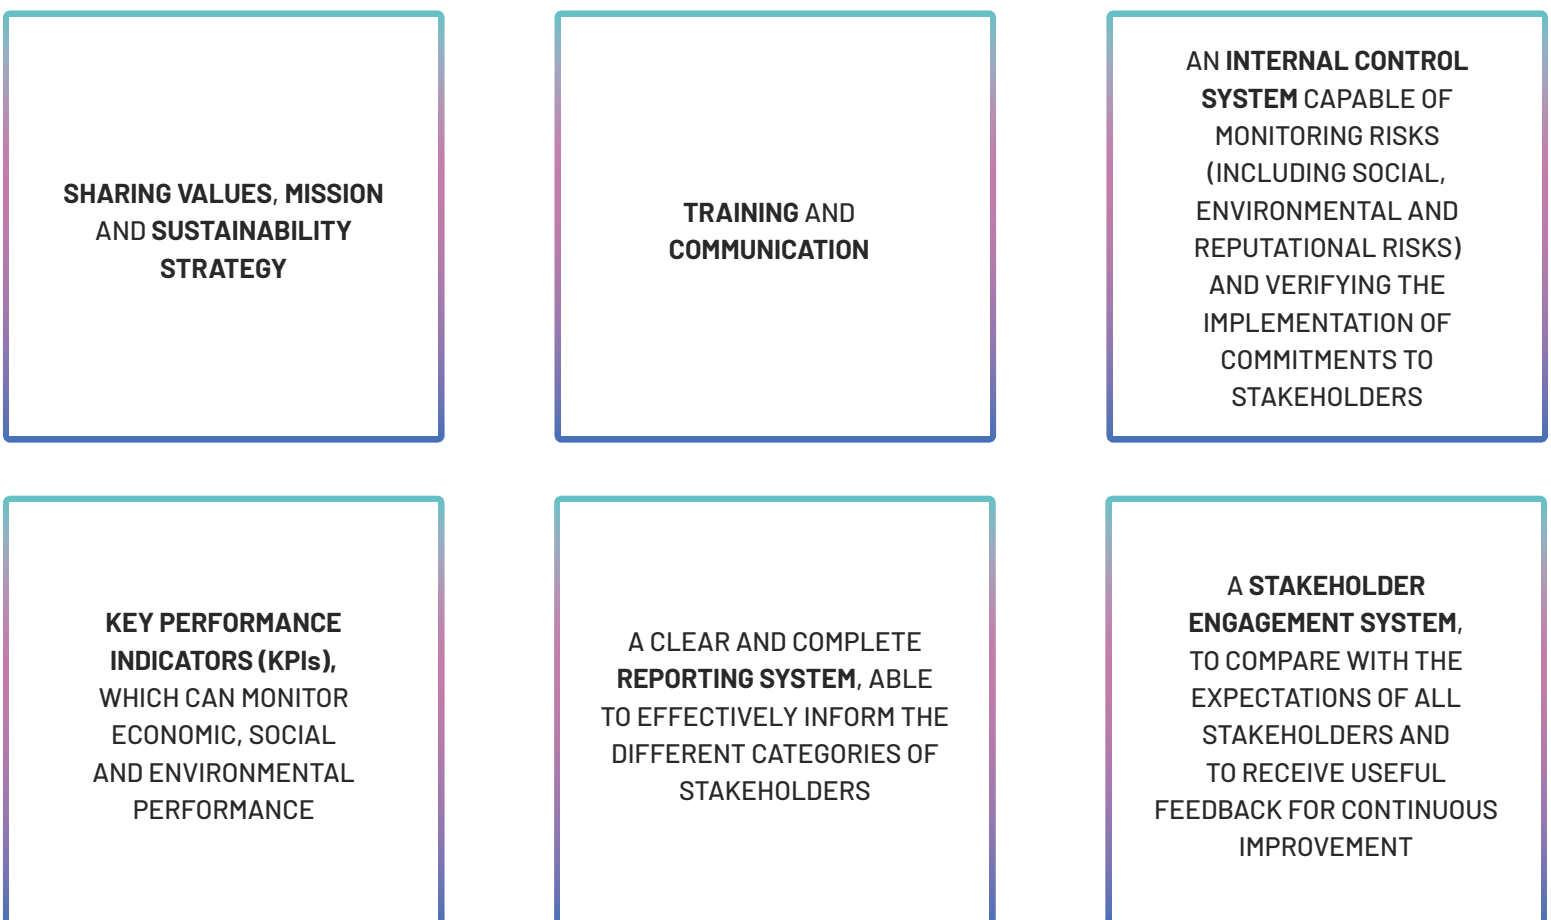 SHARING VALUES, MISSION
AND SUSTAINABILITY
STRATEGY
TRAINING AND
COMMUNICATION
AN INTERNAL CONTROL
SYSTEM CAPABLE OF
MONITORING RISKS
(INCLUDING SOCIAL,
ENVIRONMENTAL AND
REPUTATIONAL RISKS)
AND VERIFYING THE
IMPLEMENTATION OF
COMMITMENTS TO
STAKEHOLDERS
KEY PERFORMANCE
INDICATORS (KPIs),
WHICH CAN MONITOR
ECONOMIC, SOCIAL
AND ENVIRONMENTAL
PERFORMANCE
A CLEAR AND COMPLETE
REPORTING SYSTEM, ABLE
TO EFFECTIVELY INFORM THE
DIFFERENT CATEGORIES OF
STAKEHOLDERS
A STAKEHOLDER
ENGAGEMENT SYSTEM,
TO COMPARE WITH THE
EXPECTATIONS OF ALL
STAKEHOLDERS AND
TO RECEIVE USEFUL
FEEDBACK FOR CONTINUOUS
IMPROVEMENT